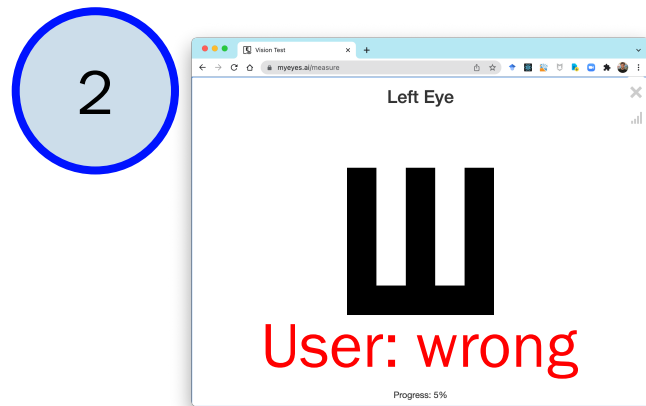 2
Vision Test
myeyes.ai/measure
Left Eye
User: wrong
Progress: 5%